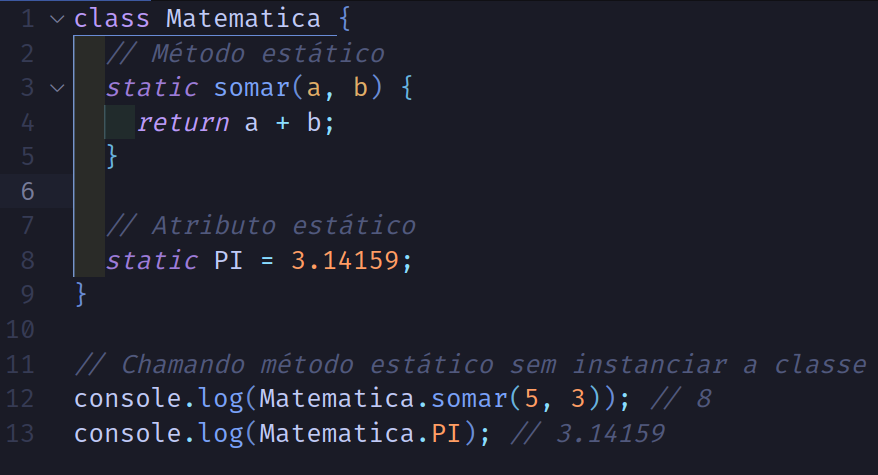 1 class Matematica {
2 // Método estático
3 static somar(a, b) {
4 return a + b;
5 }
6
7 // Atributo estático
8 static PI = 3.14159;
9 }
10
11 // Chamando método estático sem instanciar a classe
12 console.log(Matematica.somar(5, 3)); // 8
13 console.log(Matematica.PI); // 3.14159